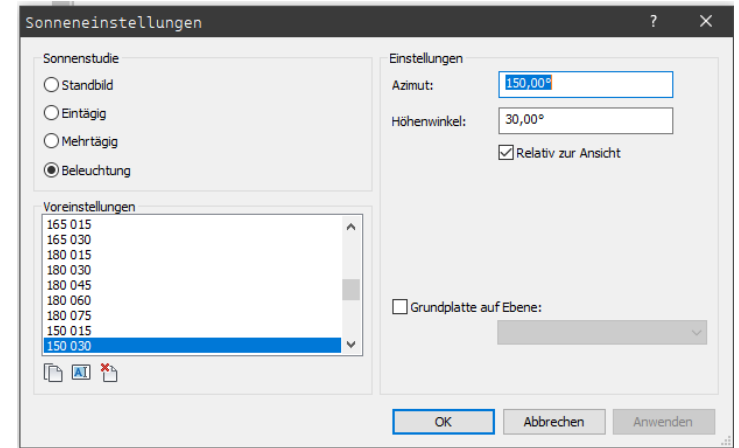 Sonneneinstellungen
?
Sonnenstudie
Standbild
Eintägig
Mehrtägig
Beleuchtung
Voreinstellungen
165 015
165 030
180 015
180 030
180 045
180 060
180 075
150 015
150 030
Einstellungen
Azimut: 150,00°
Höhenwinkel: 30,00°
Relativ zur Ansicht
Grundplatte auf Ebene:
OK Abbrechen Anwenden